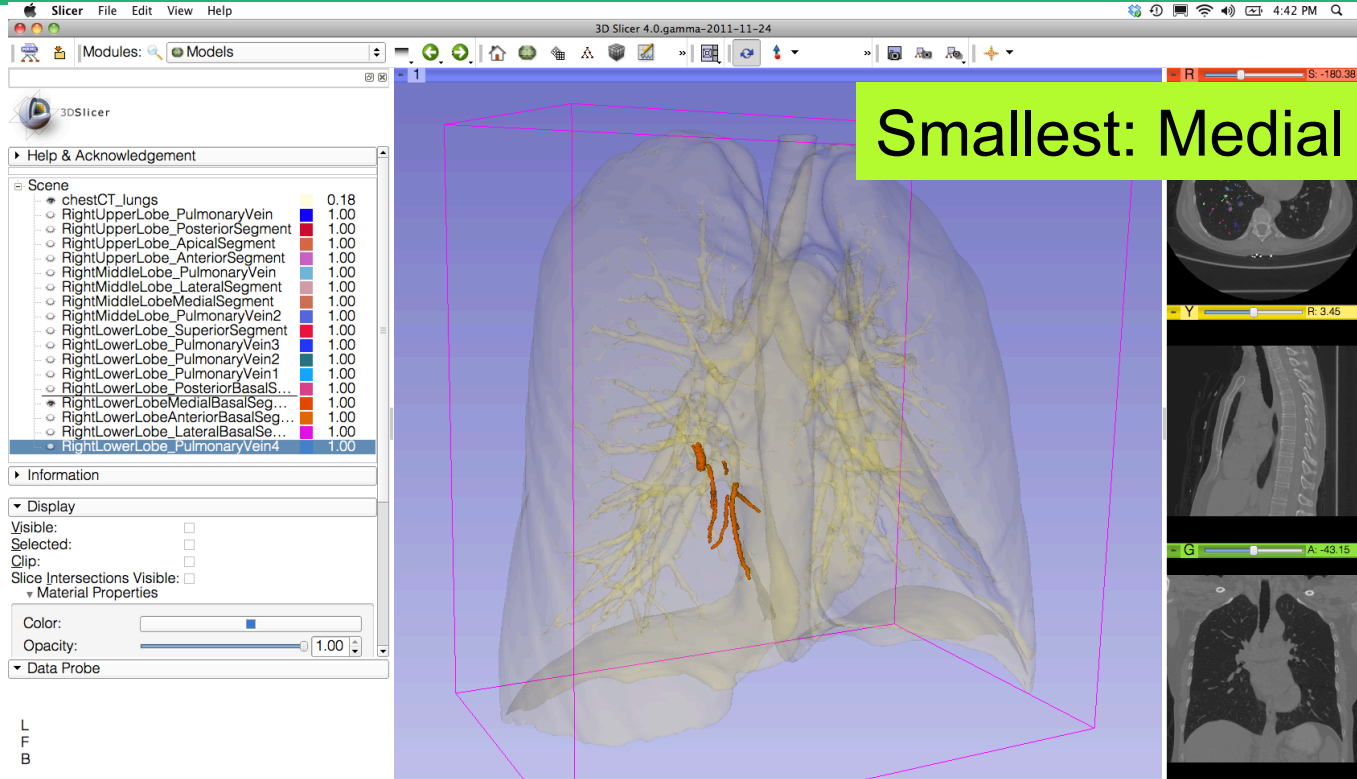 Slicer File Edit View Help 4:42 PM
3D Slicer 4.0.gamma-2011-11-24
Modules: Models
1
R S: -180.38
3DSlicer
Smallest: Medial
Help & Acknowledgement
Scene
chestCT_lungs 0.18
RightUpperLobe_PulmonaryVein 1.00
RightUpperLobe_PosteriorSegment 1.00
RightUpperLobe_ApicalSegment 1.00
RightUpperLobe_AnteriorSegment 1.00
RightMiddleLobe_PulmonaryVein 1.00
RightMiddleLobe_LateralSegment 1.00
RightMiddleLobeMedialSegment 1.00
RightMiddeLobe_PulmonaryVein2 1.00
RightLowerLobe_SuperiorSegment 1.00
RightLowerLobe_PulmonaryVein3 1.00
RightLowerLobe_PulmonaryVein2 1.00
RightLowerLobe_PulmonaryVein1 1.00
RightLowerLobe_PosteriorBasalS... 1.00
RightLowerLobeMedialBasalSeg... 1.00
RightLowerLobeAnteriorBasalSeg... 1.00
RightLowerLobe_LateralBasalSe... 1.00
RightLowerLobe_PulmonaryVein4 1.00
Y R: 3.45
Information
Display
Visible:
Selected:
Clip:
Slice Intersections Visible:
Material Properties
Color:
Opacity: 1.00
G A: -43.15
Data Probe
L
F
B